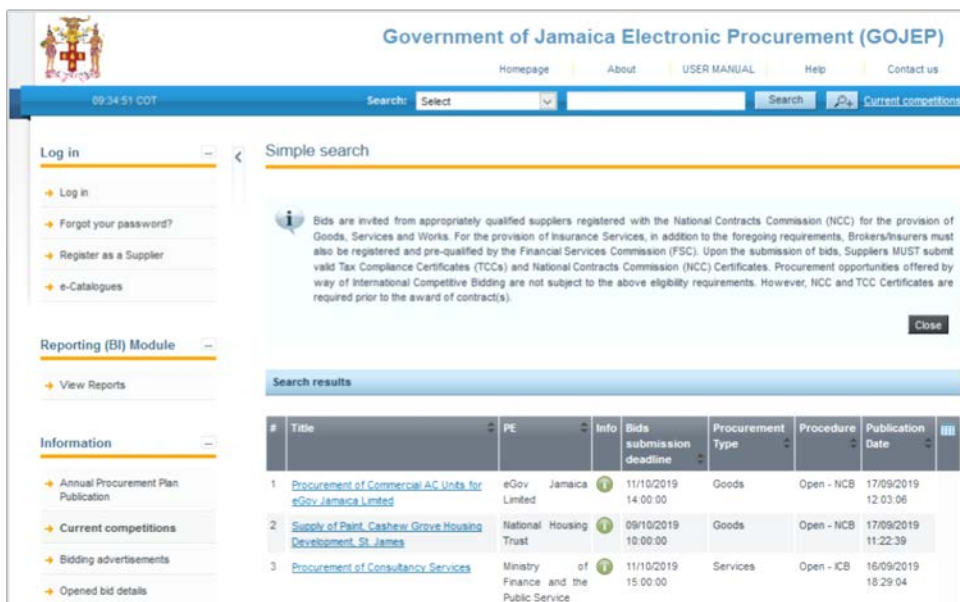 Government of Jamaica Electronic Procurement (GOJEP)
Homepage About USER MANUAL Help Contact us
09:34:51 COT Search: Select Search Current competitions
Log in
Log in
Forgot your password?
Register as a Supplier
e-Catalogues
Reporting (BI) Module
View Reports
Information
Annual Procurement Plan
Publication
Current competitions
Bidding advertisements
Opened bid details
Simple search
Bids are invited from appropriately qualified suppliers registered with the National Contracts Commission (NCC) for the provision of
Goods, Services and Works. For the provision of Insurance Services, in addition to the foregoing requirements, Brokers/Insurers must
also be registered and pre-qualified by the Financial Services Commission (FSC). Upon the submission of bids, Suppliers MUST submit
valid Tax Compliance Certificates (TCCs) and National Contracts Commission (NCC) Certificates. Procurement opportunities offered by
way of International Competitive Bidding are not subject to the above eligibility requirements. However, NCC and TCC Certificates are
required prior to the award of contract(s).
Close
Search results
# Title PE Info Bids Procurement Procedure Publication
submission Type Date
deadline
1 Procurement of Commercial AC Units for eGov Jamaica 11/10/2019 Goods Open - NCB 17/09/2019
eGov Jamaica Limited Limited 14:00:00 12:03:06
2 Supply of Paint, Cashew Grove Housing National Housing 09/10/2019 Goods Open - NCB 17/09/2019
Development, St. James Trust 10:00:00 11:22:39
3 Procurement of Consultancy Services Ministry of 11/10/2019 Services Open - ICB 16/09/2019
Finance and the 15:00:00 18:29:04
Public Service